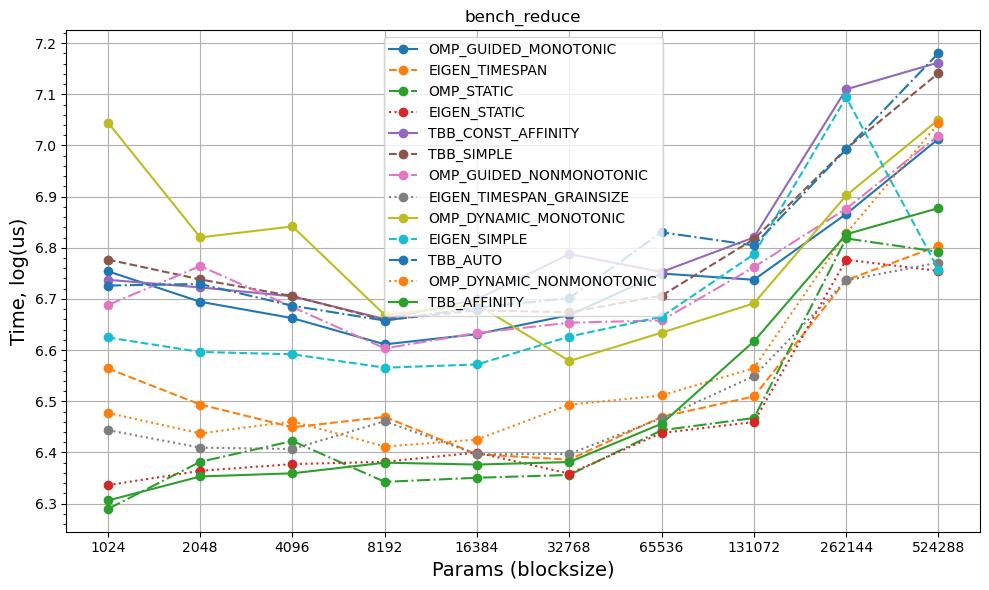 bench_reduce
Time, log(us)
7.2
7.1
7.0
6.9
6.8
6.7
6.6
6.5
6.4
6.3
OMP_GUIDED_MONOTONIC
EIGEN_TIMESPAN
OMP_STATIC
EIGEN_STATIC
TBB_CONST_AFFINITY
TBB_SIMPLE
OMP_GUIDED_NONMONOTONIC
EIGEN_TIMESPAN_GRAINSIZE
OMP_DYNAMIC_MONOTONIC
EIGEN_SIMPLE
TBB_AUTO
OMP_DYNAMIC_NONMONOTONIC
TBB_AFFINITY
1024 2048 4096 8192 16384 32768 65536 131072 262144 524288
Params (blocksize)